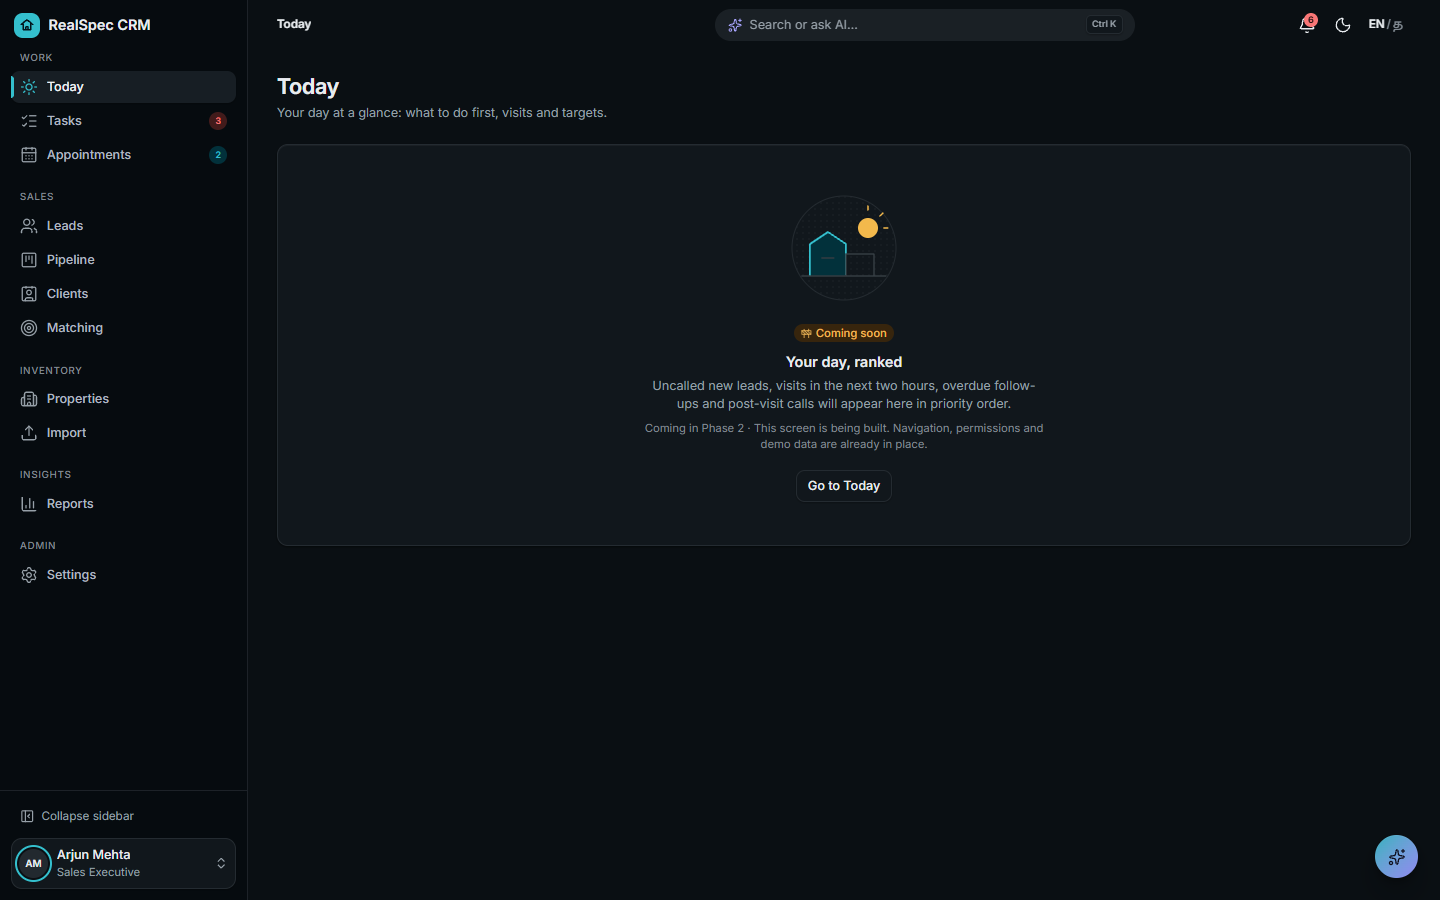 RealSpec CRM
WORK
Today
Tasks
3
Appointments
2
SALES
Leads
Pipeline
Clients
Matching
INVENTORY
Properties
Import
INSIGHTS
Reports
ADMIN
Settings
Collapse sidebar
AM
Arjun Mehta
Sales Executive
Today
Search or ask AI...
Ctrl K
6
EN / த
Today
Your day at a glance: what to do first, visits and targets.
Coming soon
Your day, ranked
Uncalled new leads, visits in the next two hours, overdue follow-
ups and post-visit calls will appear here in priority order.
Coming in Phase 2 · This screen is being built. Navigation, permissions and
demo data are already in place.
Go to Today